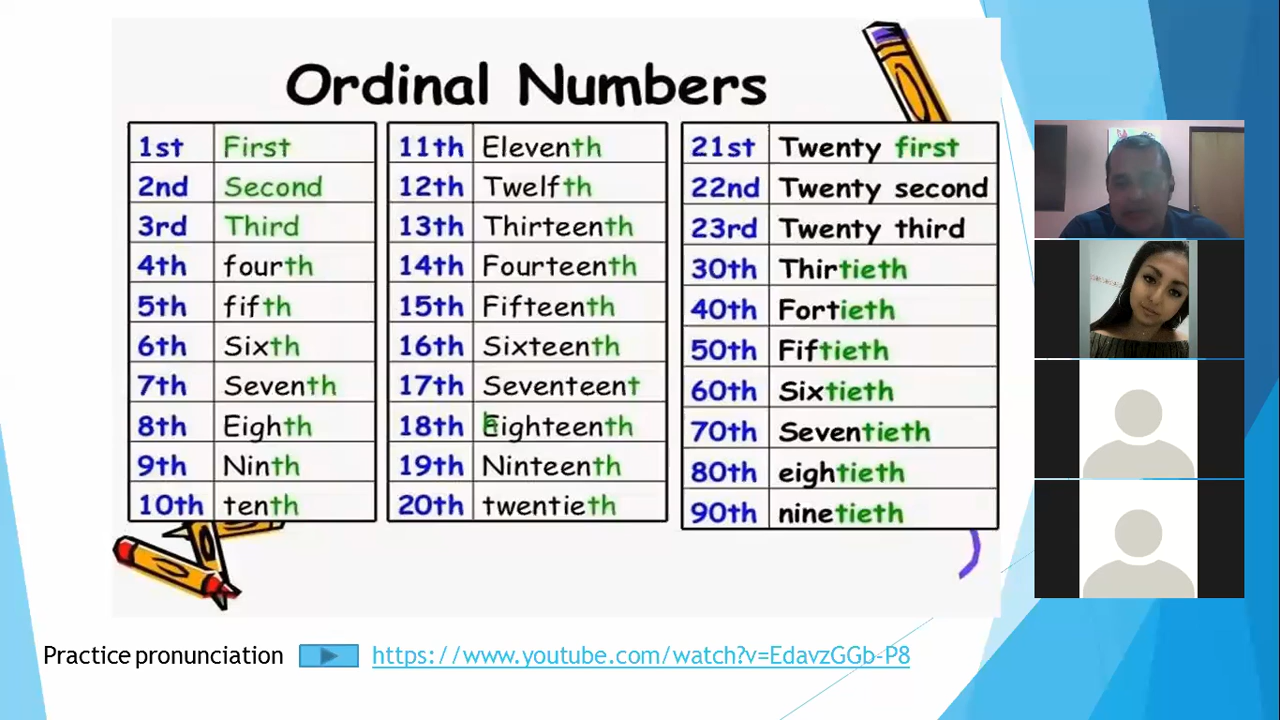 Ordinal Numbers
1st First
2nd Second
3rd Third
4th fourth
5th fifth
6th Sixth
7th Seventh
8th Eighth
9th Ninth
10th tenth
11th Eleventh
12th Twelfth
13th Thirteenth
14th Fourteenth
15th Fifteenth
16th Sixteenth
17th Seventeent
h
18th Eighteenth
19th Ninteenth
20th twentieth
21st Twenty first
22nd Twenty second
23rd Twenty third
30th Thirtieth
40th Fortieth
50th Fiftieth
60th Sixtieth
70th Seventieth
80th eightieth
90th ninetieth
Practice pronunciation https://www.youtube.com/watch?v=EdavzGGb-P8